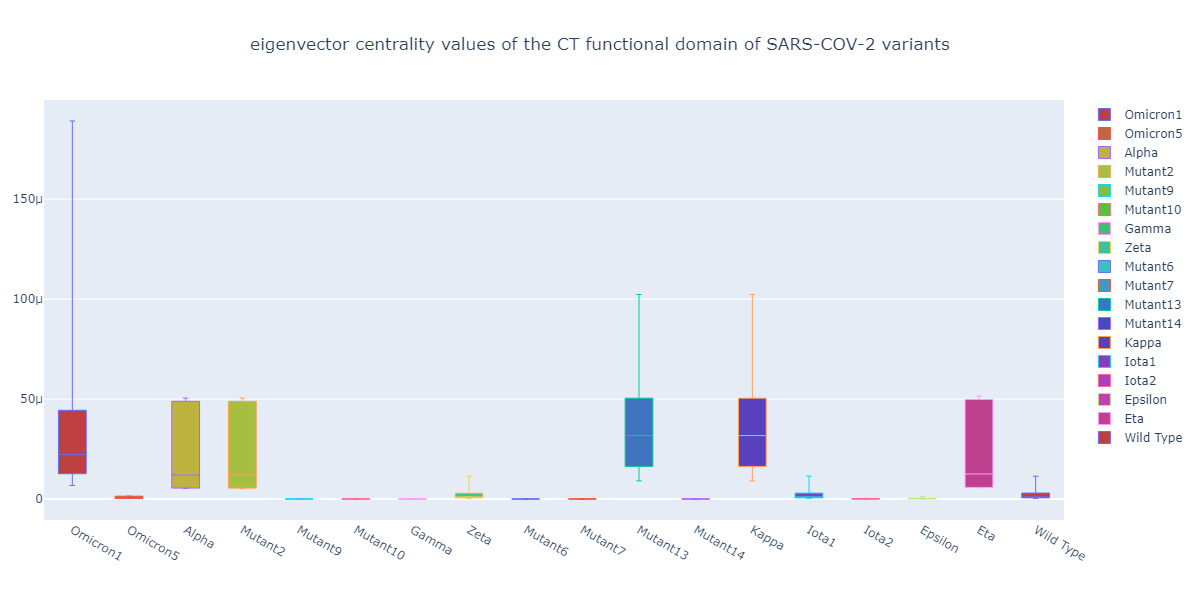 eigenvector centrality values of the CT functional domain of SARS-COV-2 variants
150μ
100μ
50μ
0
Omicron1
Omicron5
Alpha
Mutant2
Mutant9
Mutant10
Gamma
Zeta
Mutant6
Mutant7
Mutant13
Mutant14
Kappa
Iota1
Iota2
Epsilon
Eta
Wild Type
Omicron1
Omicron5
Alpha
Mutant2
Mutant9
Mutant10
Gamma
Zeta
Mutant6
Mutant7
Mutant13
Mutant14
Kappa
Iota1
Iota2
Epsilon
Eta
Wild Type